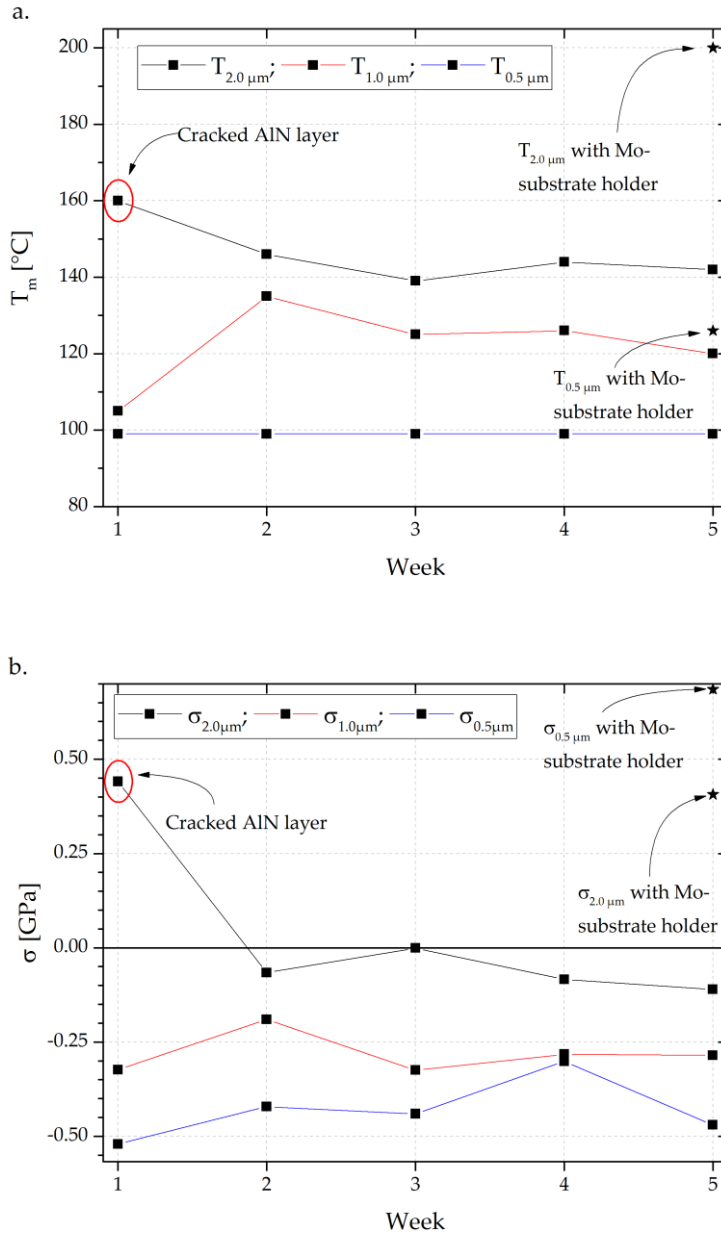 a.
T2.0 μm; T1.0 μm; T0.5 μm
Cracked AlN layer
T2.0 μm with Mo-
substrate holder
T0.5 μm with Mo-
substrate holder
Tm [°C]
200
180
160
140
120
100
80
1 2 3 4 5
Week
b.
σ2.0μm; σ1.0μm; σ0.5μm
Cracked AlN layer
σ0.5 μm with Mo-
substrate holder
σ2.0 μm with Mo-
substrate holder
σ [GPa]
0.50
0.25
0.00
-0.25
-0.50
1 2 3 4 5
Week